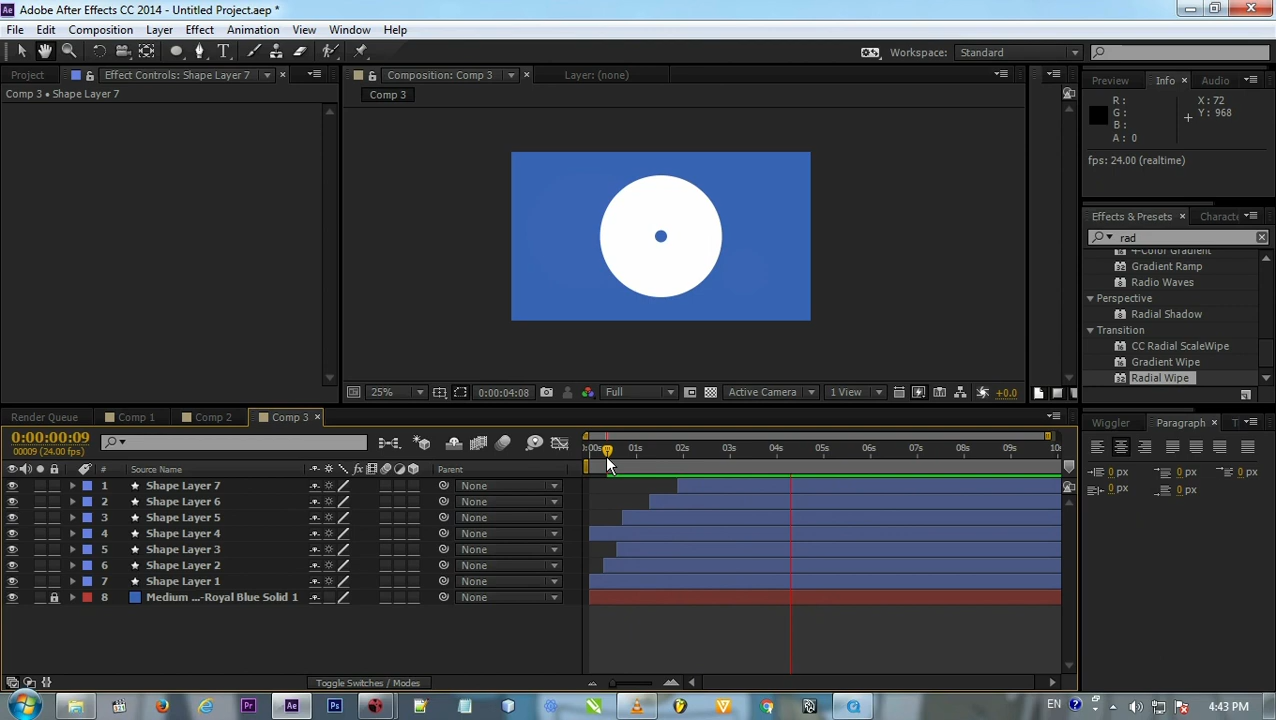 Adobe After Effects CC 2014 - Untitled Project.aep *
File Edit Composition Layer Effect Animation View Window Help
Workspace: Standard
Project Effect Controls: Shape Layer 7 Composition: Comp 3 Layer: (none) Preview Info Audio
Comp 3 • Shape Layer 7
Comp 3
R :
G :
B :
A : 0
X : 72
Y : 968
fps: 24.00 (realtime)
Effects & Presets Characte
rad
4-Color Gradient
Gradient Ramp
Radio Waves
Perspective
Radial Shadow
Transition
CC Radial ScaleWipe
Gradient Wipe
Radial Wipe
25% 0:00:04:08 Full Active Camera 1 View +0.0
Render Queue Comp 1 Comp 2 Comp 3
Wiggler Paragraph T
0:00:00:09
00009 (24.00 fps)
:00s 01s 02s 03s 04s 05s 06s 07s 08s 09s 10s
# Source Name Parent
1 Shape Layer 7 None
2 Shape Layer 6 None
3 Shape Layer 5 None
4 Shape Layer 4 None
5 Shape Layer 3 None
6 Shape Layer 2 None
7 Shape Layer 1 None
8 Medium ...-Royal Blue Solid 1 None
0 px 0 px 0 px
0 px 0 px
Toggle Switches / Modes
EN 4:43 PM